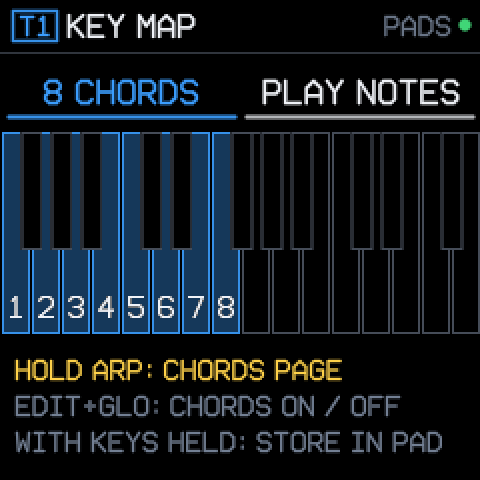 T1 KEY MAP PADS
8 CHORDS PLAY NOTES
1 2 3 4 5 6 7 8
HOLD ARP: CHORDS PAGE
EDIT+GLO: CHORDS ON / OFF
WITH KEYS HELD: STORE IN PAD